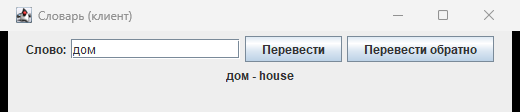 Словарь (клиент)
Слово: дом Перевести Перевести обратно
дом - house